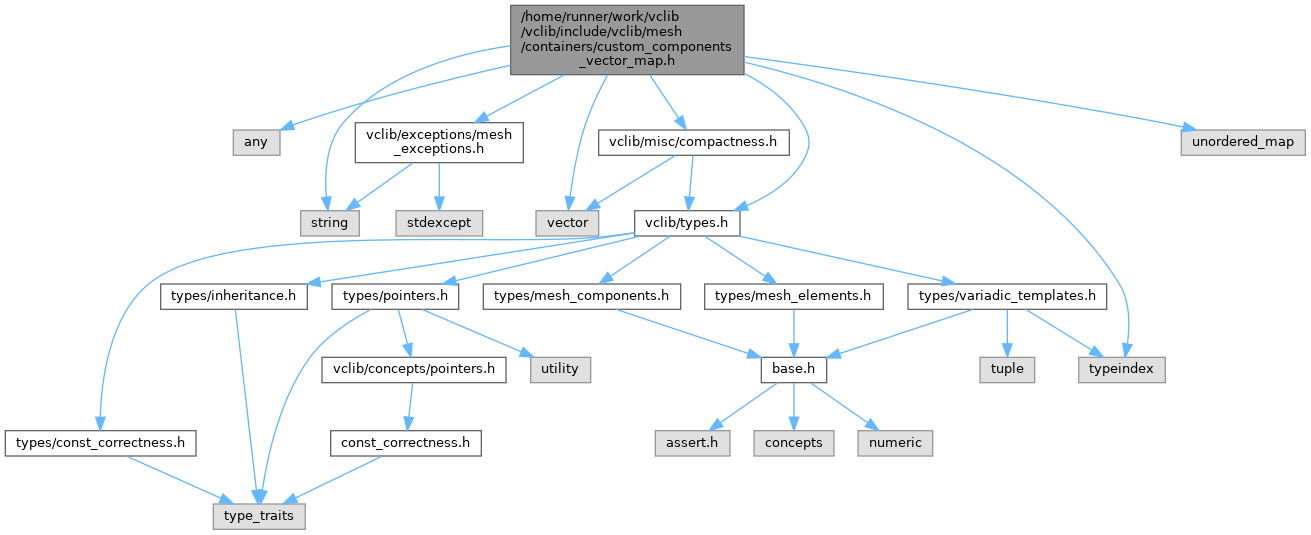 /home/runner/work/vclib
/vclib/include/vclib/mesh
/containers/custom_components
_vector_map.h
any
vclib/exceptions/mesh
_exceptions.h
vclib/misc/compactness.h
unordered_map
string
stdexcept
vector
vclib/types.h
types/inheritance.h
types/pointers.h
types/mesh_components.h
types/mesh_elements.h
types/variadic_templates.h
vclib/concepts/pointers.h
utility
base.h
tuple
typeindex
types/const_correctness.h
const_correctness.h
assert.h
concepts
numeric
type_traits